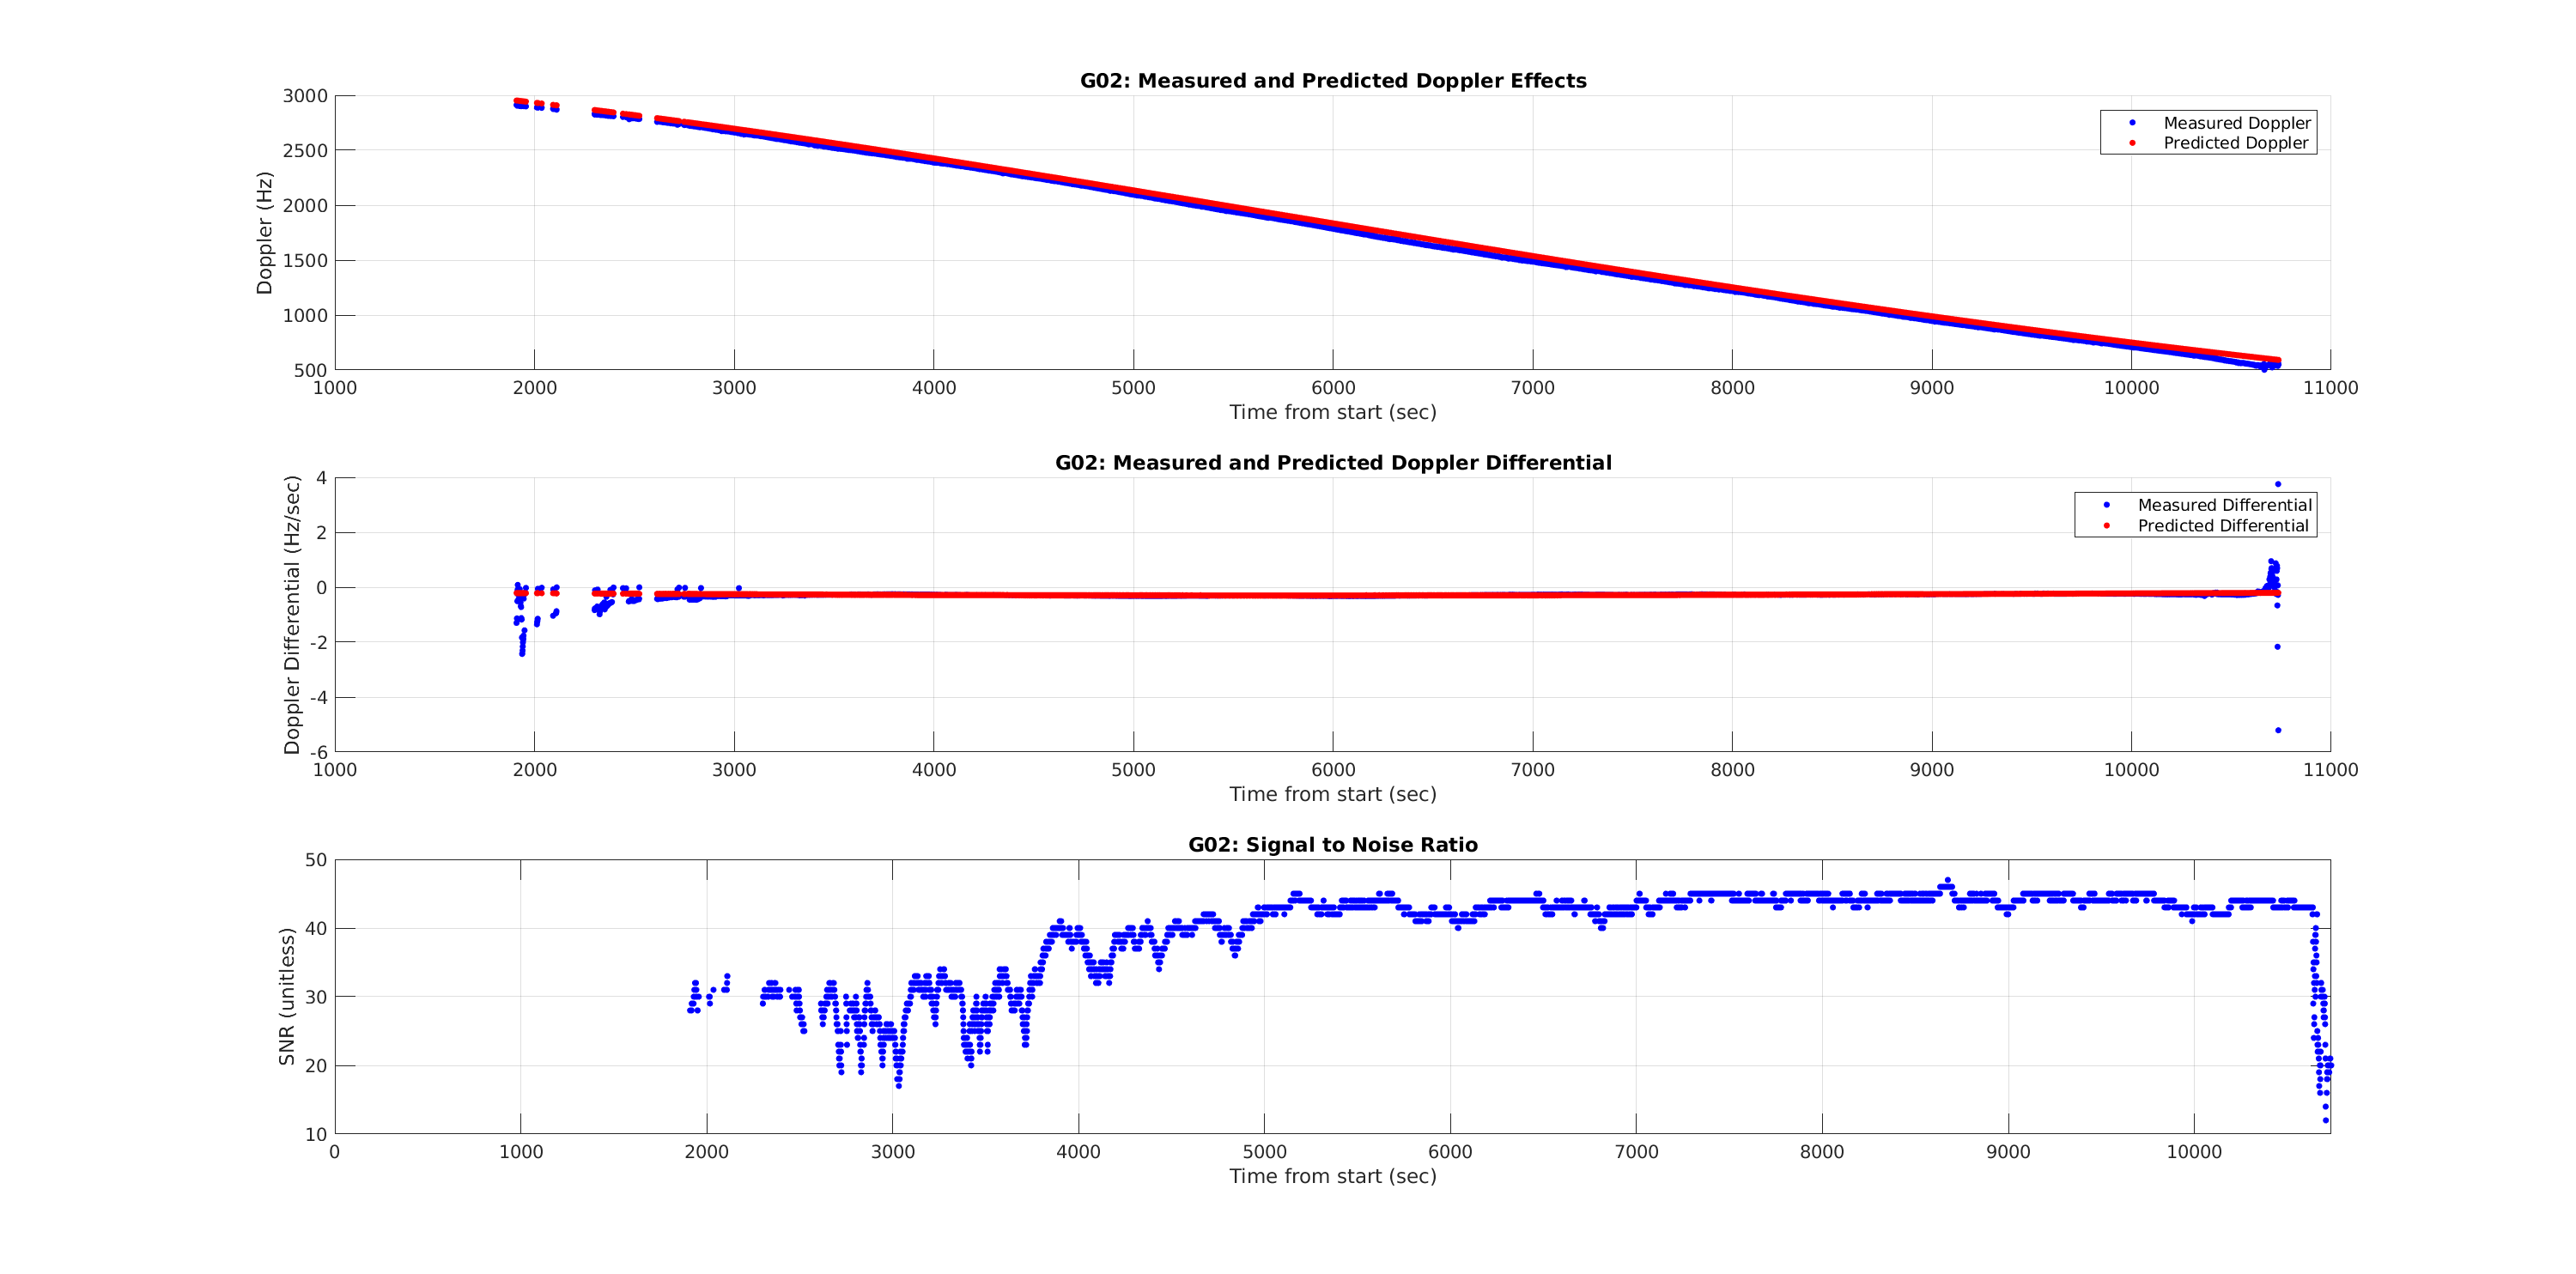 G02: Measured and Predicted Doppler Effects
3000
2500
2000
1500
1000
500
Doppler (Hz)
Measured Doppler
Predicted Doppler
1000 2000 3000 4000 5000 6000 7000 8000 9000 10000 11000
Time from start (sec)
G02: Measured and Predicted Doppler Differential
4
2
0
-2
-4
-6
Doppler Differential (Hz/sec)
Measured Differential
Predicted Differential
1000 2000 3000 4000 5000 6000 7000 8000 9000 10000 11000
Time from start (sec)
G02: Signal to Noise Ratio
50
40
30
20
10
SNR (unitless)
0 1000 2000 3000 4000 5000 6000 7000 8000 9000 10000
Time from start (sec)